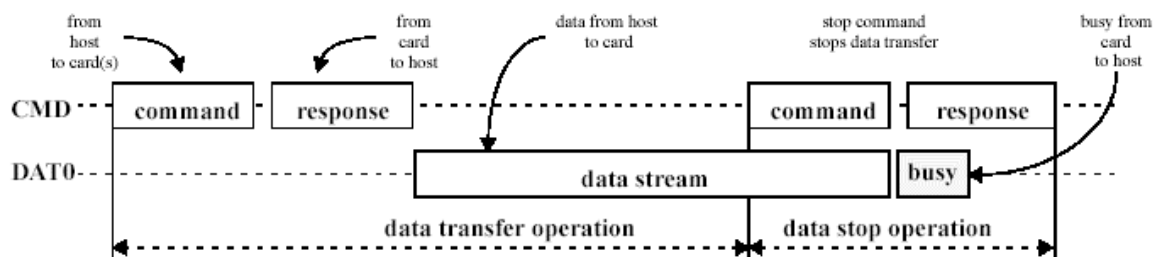 from
host
to card(s)
from
card
to host
data from host
to card
stop command
stops data transfer
busy from
card
to host
CMD
command
response
command
response
DAT0
data stream
busy
data transfer operation
data stop operation